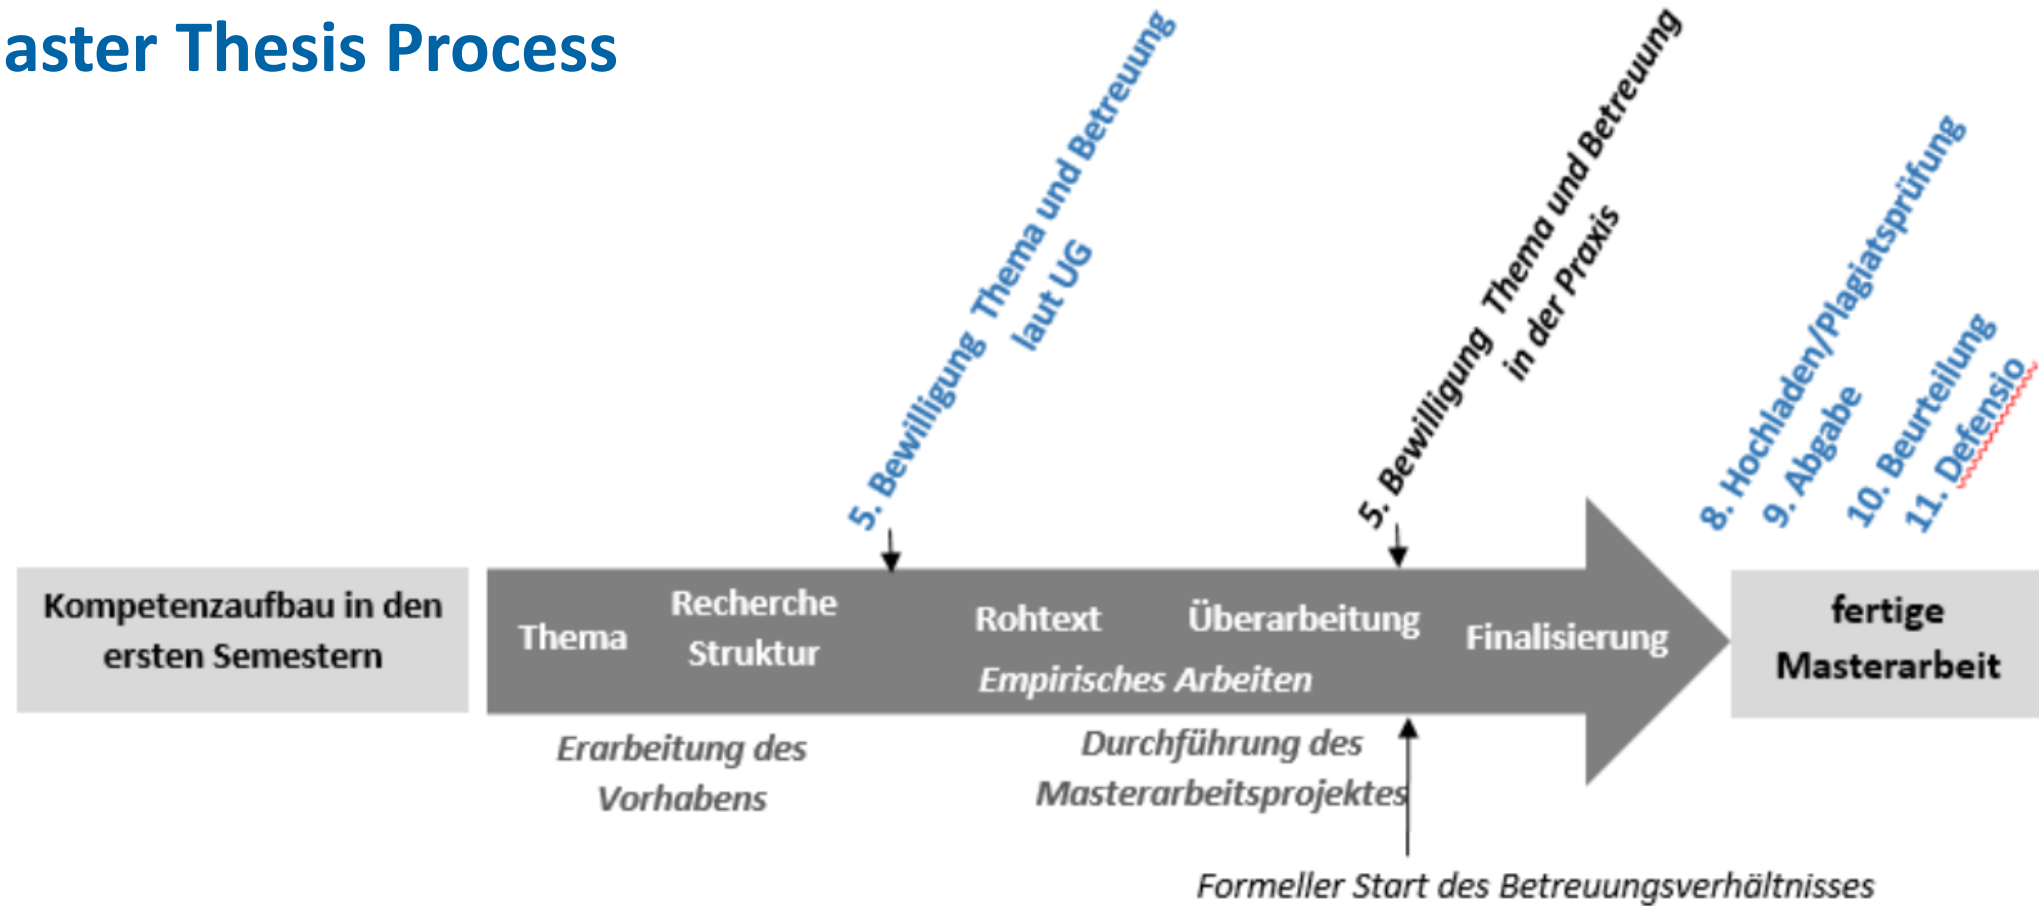 aster Thesis Process
5. Bewilligung Thema und Betreuung
laut UG
5. Bewilligung Thema und Betreuung
in der Praxis
8. Hochladen/Plagiatsprüfung
9. Abgabe
10. Beurteilung
11. Defensio
Kompetenzaufbau in den
ersten Semestern
Thema
Recherche
Struktur
Rohtext
Überarbeitung
Empirisches Arbeiten
Finalisierung
fertige
Masterarbeit
Erarbeitung des
Vorhabens
Durchführung des
Masterarbeitsprojektes
Formeller Start des Betreuungsverhältnisses